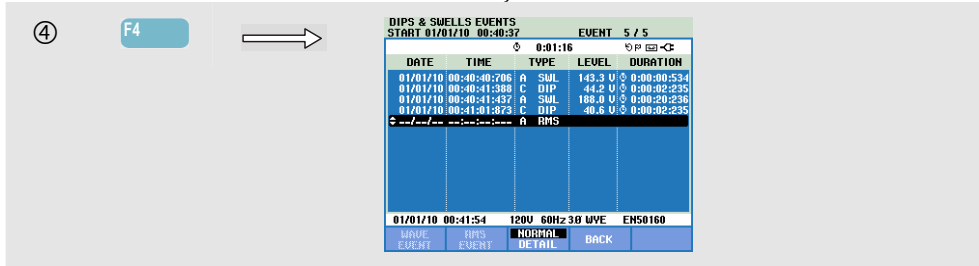 ④ F4
DIPS & SWELLS EVENTS
START 01/01/10 00:40:37 EVENT 5 / 5
0:01:16
DATE TIME TYPE LEVEL DURATION
01/01/10 00:40:40:706 A SWL 143.3 V 0:00:00:534
01/01/10 00:40:41:388 C DIP 44.2 V 0:00:02:235
01/01/10 00:40:41:437 A SWL 188.0 V 0:00:20:236
01/01/10 00:41:01:873 C DIP 40.6 V 0:00:02:235
--/--/-- --:--:--:--- A RMS
01/01/10 00:41:54 120V 60Hz 3Ø WYE EN50160
WAVE EVENT RMS EVENT NORMAL DETAIL BACK